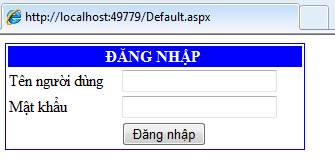 http://localhost:49779/Default.aspx
ĐĂNG NHẬP
Tên người dùng
Mật khẩu
Đăng nhập